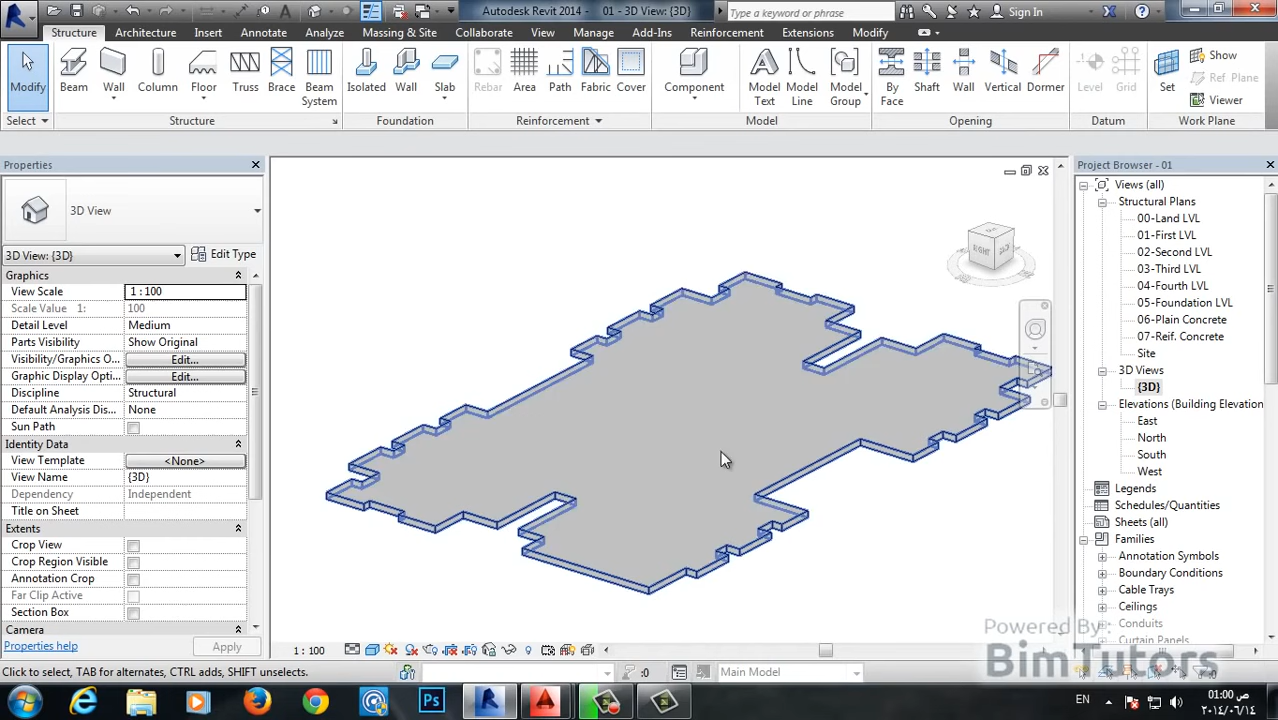 Autodesk Revit 2014 - 01 - 3D View: {3D}
Type a keyword or phrase
Sign In
Structure Architecture Insert Annotate Analyze Massing & Site Collaborate View Manage Add-Ins Reinforcement Extensions Modify
Modify
Beam
Wall
Column
Floor
Truss
Brace
Beam System
Isolated
Wall
Slab
Rebar
Area
Path
Fabric
Cover
Component
Model Text
Model Line
Model Group
By Face
Shaft
Wall
Vertical
Dormer
Level
Grid
Set
Show
Ref Plane
Viewer
Select Structure Foundation Reinforcement Model Opening Datum Work Plane
Properties
3D View
3D View: {3D}
Edit Type
Graphics
View Scale 1 : 100
Scale Value 1: 100
Detail Level Medium
Parts Visibility Show Original
Visibility/Graphics O... Edit...
Graphic Display Opti... Edit...
Discipline Structural
Default Analysis Dis... None
Sun Path
Identity Data
View Template <None>
View Name {3D}
Dependency Independent
Title on Sheet
Extents
Crop View
Crop Region Visible
Annotation Crop
Far Clip Active
Section Box
Camera
Properties help
Apply
RIGHT
Project Browser - 01
Views (all)
Structural Plans
00-Land LVL
01-First LVL
02-Second LVL
03-Third LVL
04-Fourth LVL
05-Foundation LVL
06-Plain Concrete
07-Reif. Concrete
Site
3D Views
{3D}
Elevations (Building Elevation
East
North
South
West
Legends
Schedules/Quantities
Sheets (all)
Families
Annotation Symbols
Boundary Conditions
Cable Trays
Ceilings
Conduits
Curtain Panels
Powered By :
BimTutors
1 : 100
Click to select, TAB for alternates, CTRL adds, SHIFT unselects.
:0
Main Model
Ps
EN
01:00 ص
٢٠١٤/٠٦/١٤